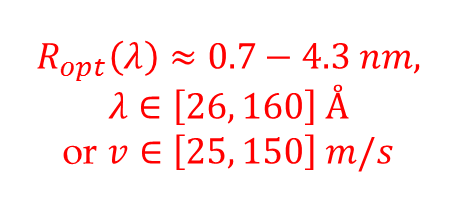 R_opt(λ) ≈ 0.7 − 4.3 nm,
λ ∈ [26, 160] Å
or v ∈ [25, 150] m/s